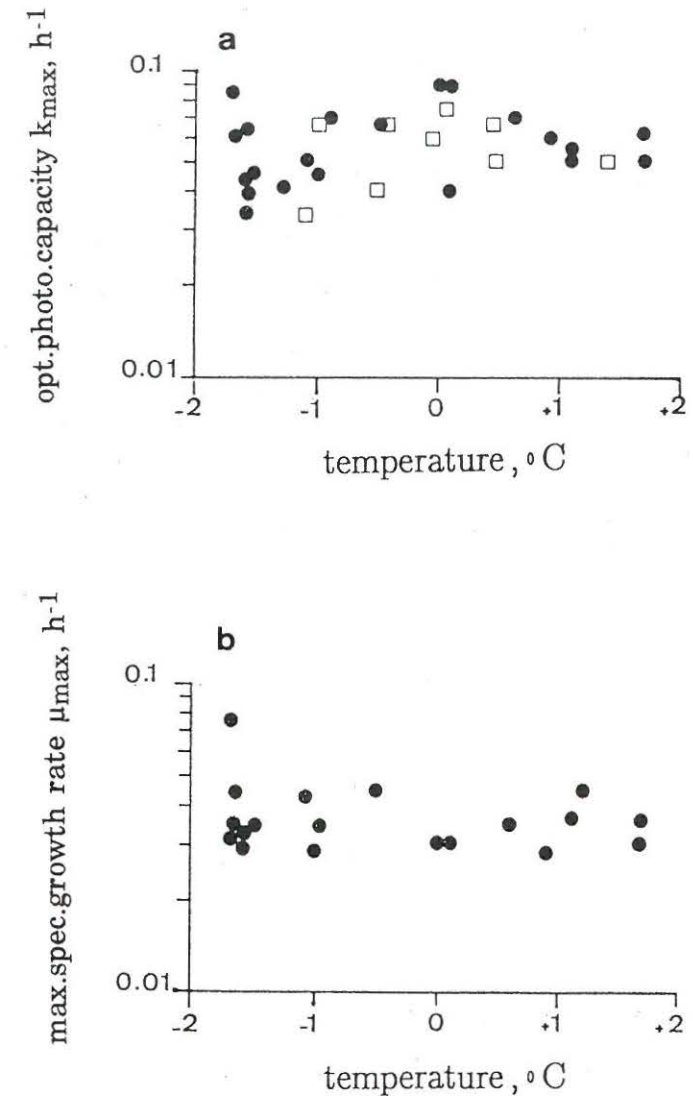 a
opt.photo.capacity kmax, h-1
0.1
0.01
-2 -1 0 +1 +2
temperature, °C
b
max.spec.growth rate µmax, h-1
0.1
0.01
-2 -1 0 +1 +2
temperature, °C